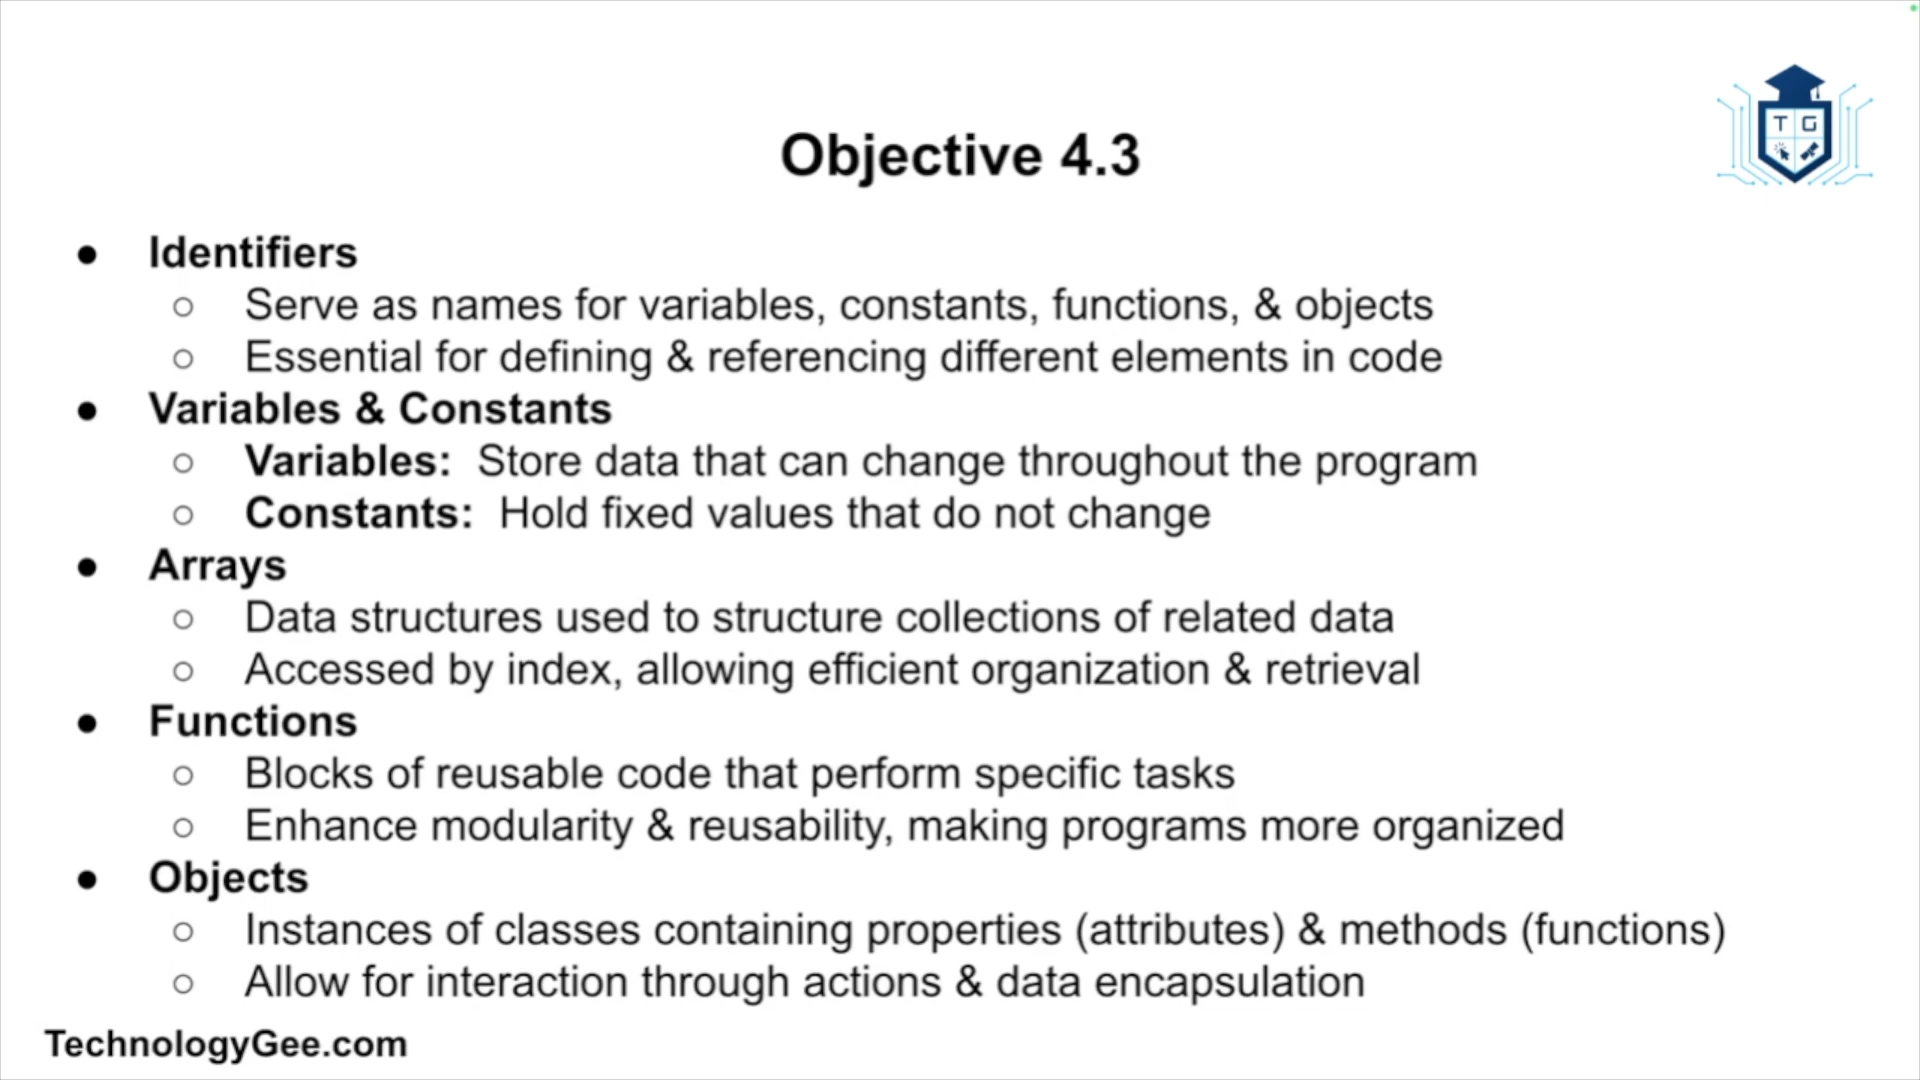 T G
Objective 4.3
● Identifiers
○ Serve as names for variables, constants, functions, & objects
○ Essential for defining & referencing different elements in code
● Variables & Constants
○ Variables: Store data that can change throughout the program
○ Constants: Hold fixed values that do not change
● Arrays
○ Data structures used to structure collections of related data
○ Accessed by index, allowing efficient organization & retrieval
● Functions
○ Blocks of reusable code that perform specific tasks
○ Enhance modularity & reusability, making programs more organized
● Objects
○ Instances of classes containing properties (attributes) & methods (functions)
○ Allow for interaction through actions & data encapsulation
TechnologyGee.com